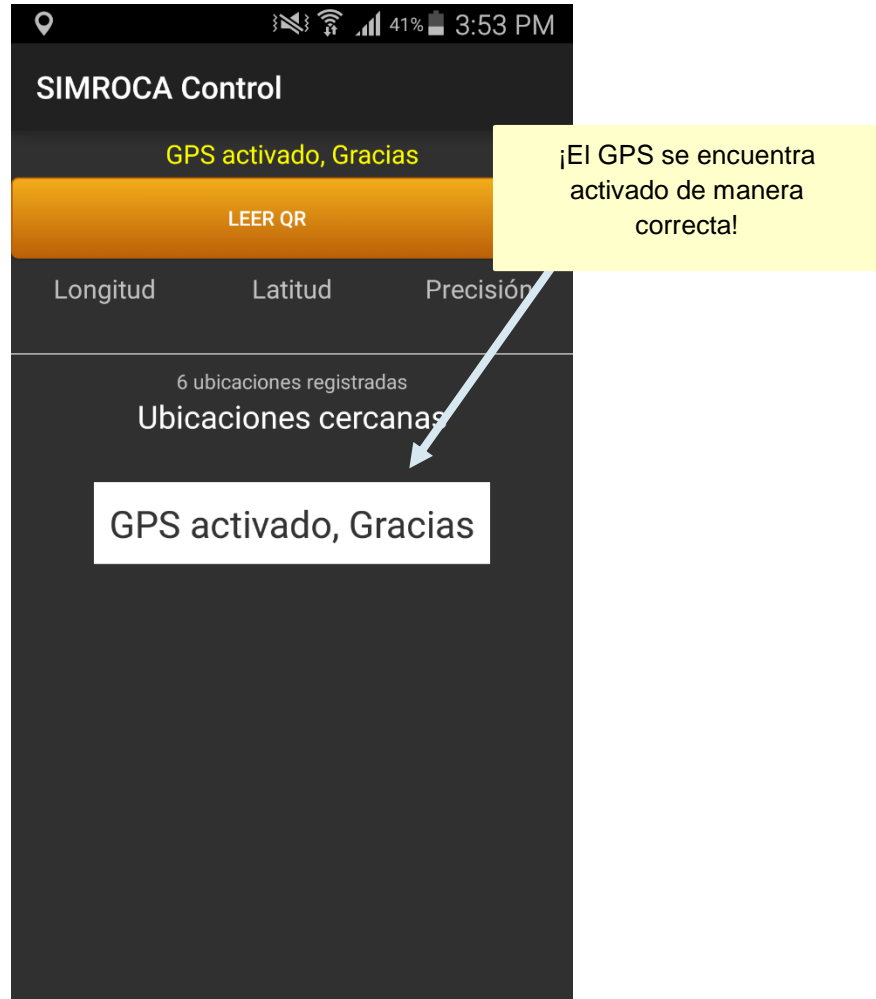 41% 3:53 PM
SIMROCA Control
GPS activado, Gracias
¡El GPS se encuentra
activado de manera
correcta!
LEER QR
Longitud Latitud Precisión
6 ubicaciones registradas
Ubicaciones cercanas
GPS activado, Gracias